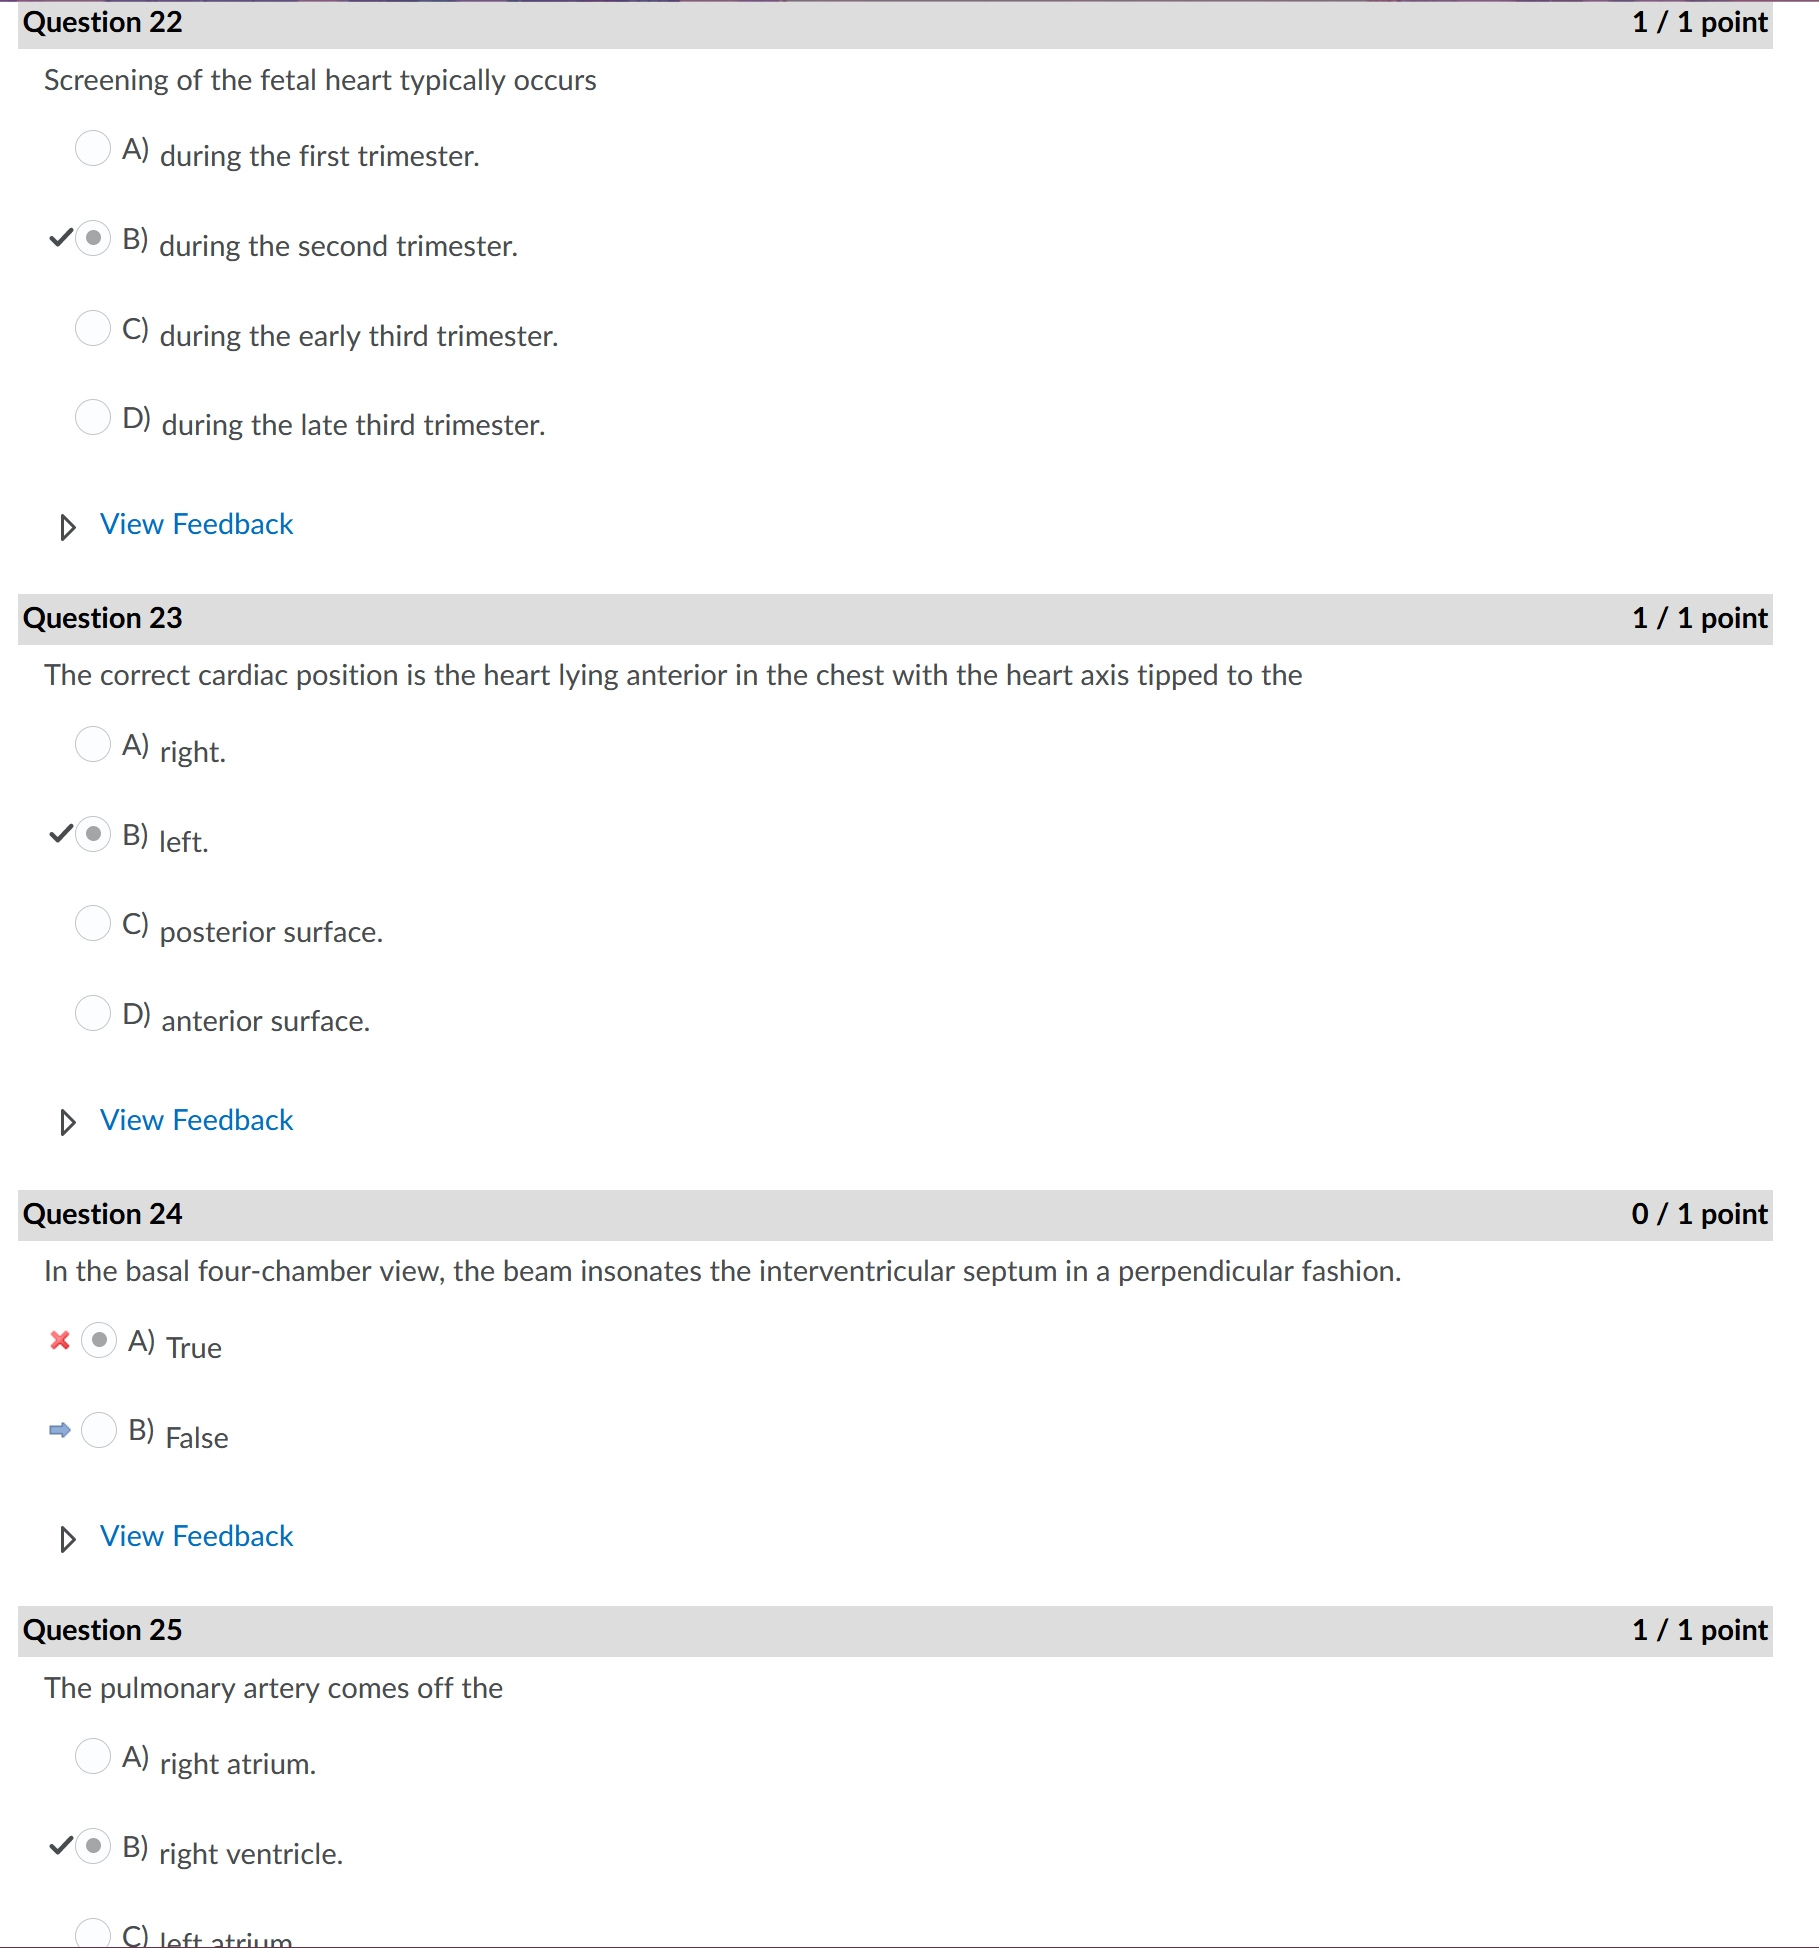 Question 22 1 / 1 point
Screening of the fetal heart typically occurs
A) during the first trimester.
B) during the second trimester.
C) during the early third trimester.
D) during the late third trimester.
View Feedback
Question 23 1 / 1 point
The correct cardiac position is the heart lying anterior in the chest with the heart axis tipped to the
A) right.
B) left.
C) posterior surface.
D) anterior surface.
View Feedback
Question 24 0 / 1 point
In the basal four-chamber view, the beam insonates the interventricular septum in a perpendicular fashion.
A) True
B) False
View Feedback
Question 25 1 / 1 point
The pulmonary artery comes off the
A) right atrium.
B) right ventricle.
C) left atrium